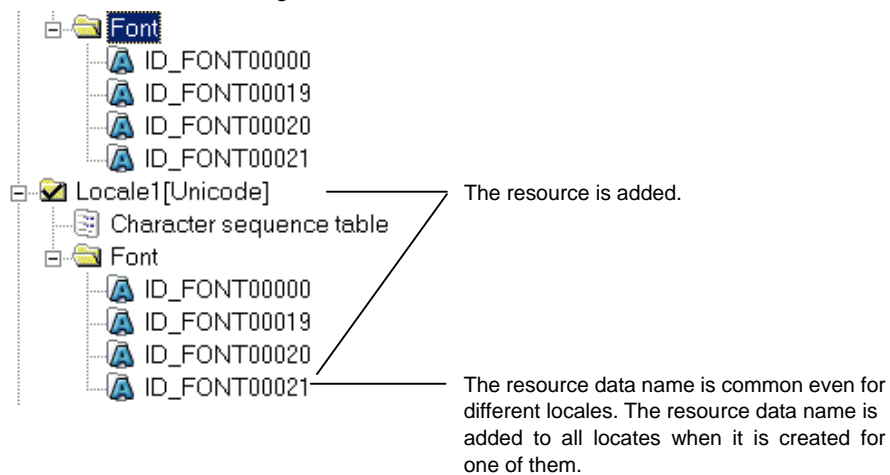 Font
ID_FONT00000
ID_FONT00019
ID_FONT00020
ID_FONT00021
Locale1[Unicode]
The resource is added.
Character sequence table
Font
ID_FONT00000
ID_FONT00019
ID_FONT00020
ID_FONT00021
The resource data name is common even for
different locales. The resource data name is
added to all locates when it is created for
one of them.